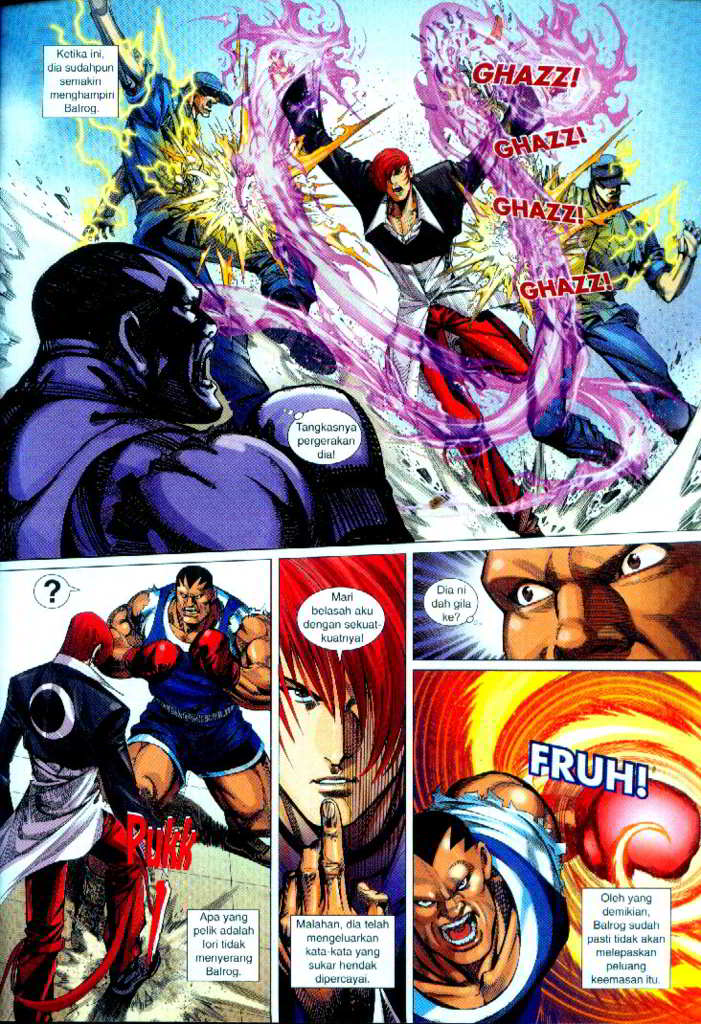 Ketika ini,
dia sudahpun
semakin
menghampiri
Balrog.
GHAZZ!
GHAZZ!
GHAZZ!
GHAZZ!
Tangkasnya
pergerakan
dia!
?
Rukk
!
Apa yang
pelik adalah
Iori tidak
menyerang
Balrog.
Mari
belasah aku
dengan sekuat-
kuatnya!
Malahan, dia telah
mengeluarkan
kata-kata yang
sukar hendak
dipercayai.
Dia ni
dah gila
ke?
FRUH!
Oleh yang
demikian,
Balrog sudah
pasti tidak akan
melepaskan
peluang
keemasan itu.